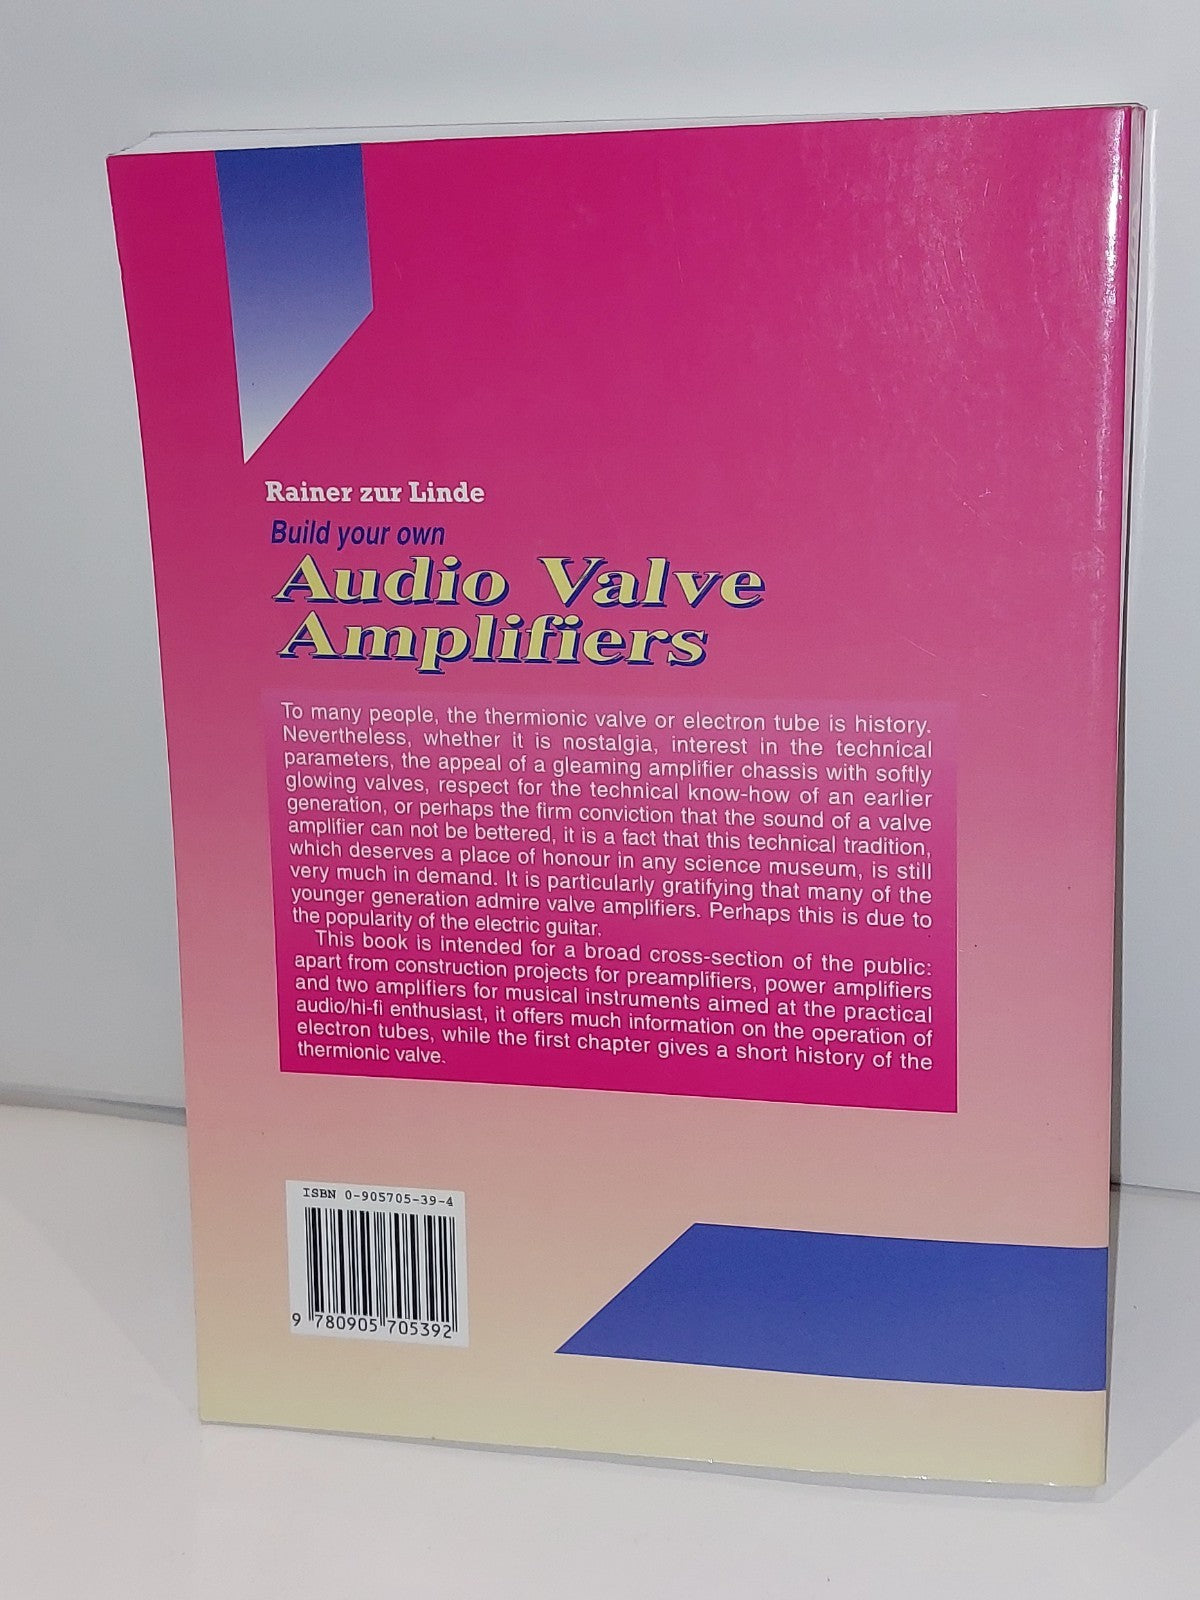 Rainer zur Linde
Build your own
Audio Valve
Amplifiers
To many people, the thermionic valve or electron tube is history.
Nevertheless, whether it is nostalgia, interest in the technical
parameters, the appeal of a gleaming amplifier chassis with softly
glowing valves, respect for the technical know-how of an earlier
generation, or perhaps the firm conviction that the sound of a valve
amplifier can not be bettered, it is a fact that this technical tradition,
which deserves a place of honour in any science museum, is still
very much in demand. It is particularly gratifying that many of the
younger generation admire valve amplifiers. Perhaps this is due to
the popularity of the electric guitar.
This book is intended for a broad cross-section of the public:
apart from construction projects for preamplifiers, power amplifiers
and two amplifiers for musical instruments aimed at the practical
audio/hi-fi enthusiast, it offers much information on the operation of
electron tubes, while the first chapter gives a short history of the
thermionic valve.
ISBN 0-905705-39-4
9 780905 705392